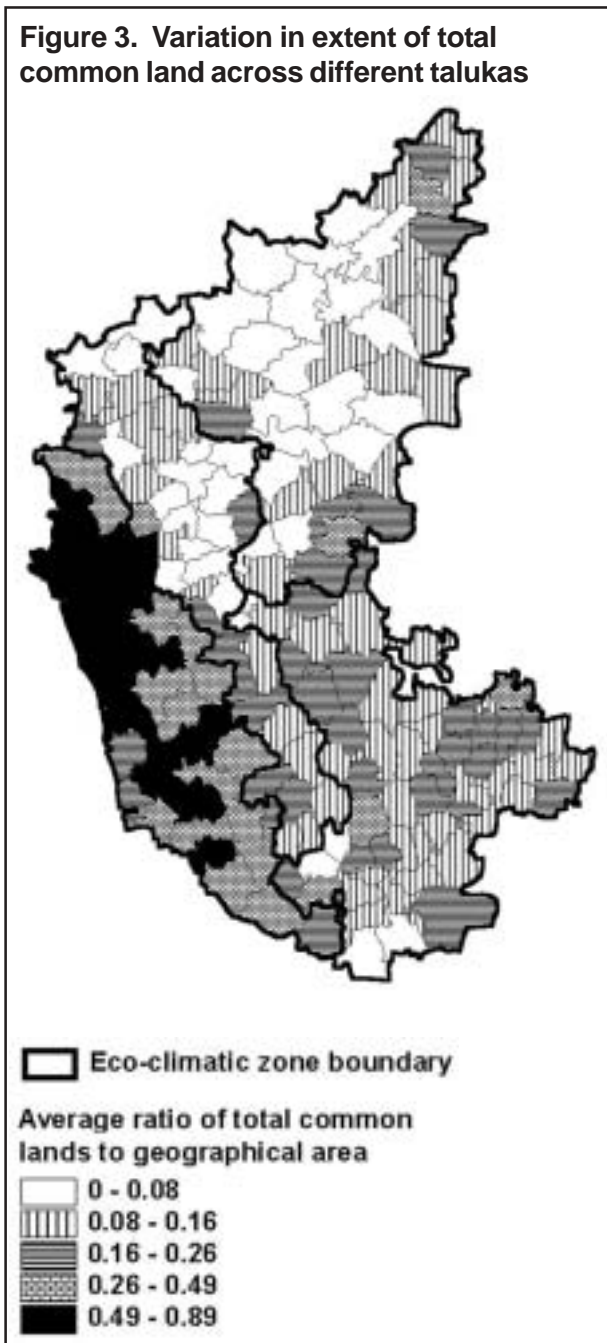 Figure 3. Variation in extent of total
common land across different talukas
Eco-climatic zone boundary
Average ratio of total common
lands to geographical area
0 - 0.08
0.08 - 0.16
0.16 - 0.26
0.26 - 0.49
0.49 - 0.89